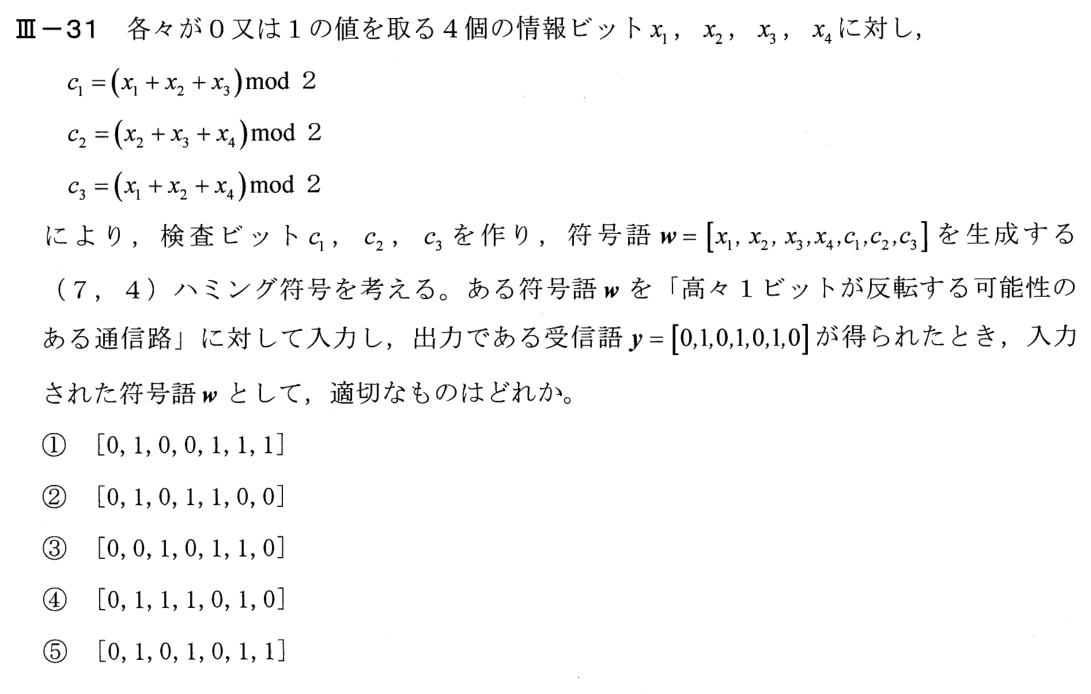 Ⅲ－31　各々が0又は1の値を取る4個の情報ビット x₁， x₂， x₃， x₄に対し，
c₁ = (x₁ + x₂ + x₃) mod 2
c₂ = (x₂ + x₃ + x₄) mod 2
c₃ = (x₁ + x₂ + x₄) mod 2
により，検査ビット c₁， c₂， c₃ を作り，符号語 w = [x₁, x₂, x₃,x₄,c₁,c₂,c₃] を生成する
（7，4）ハミング符号を考える。ある符号語 w を「高々1ビットが反転する可能性の
ある通信路」に対して入力し，出力である受信語 y = [0,1,0,1,0,1,0] が得られたとき，入力
された符号語 w として，適切なものはどれか。
① [0, 1, 0, 0, 1, 1, 1]
② [0, 1, 0, 1, 1, 0, 0]
③ [0, 0, 1, 0, 1, 1, 0]
④ [0, 1, 1, 1, 0, 1, 0]
⑤ [0, 1, 0, 1, 0, 1, 1]